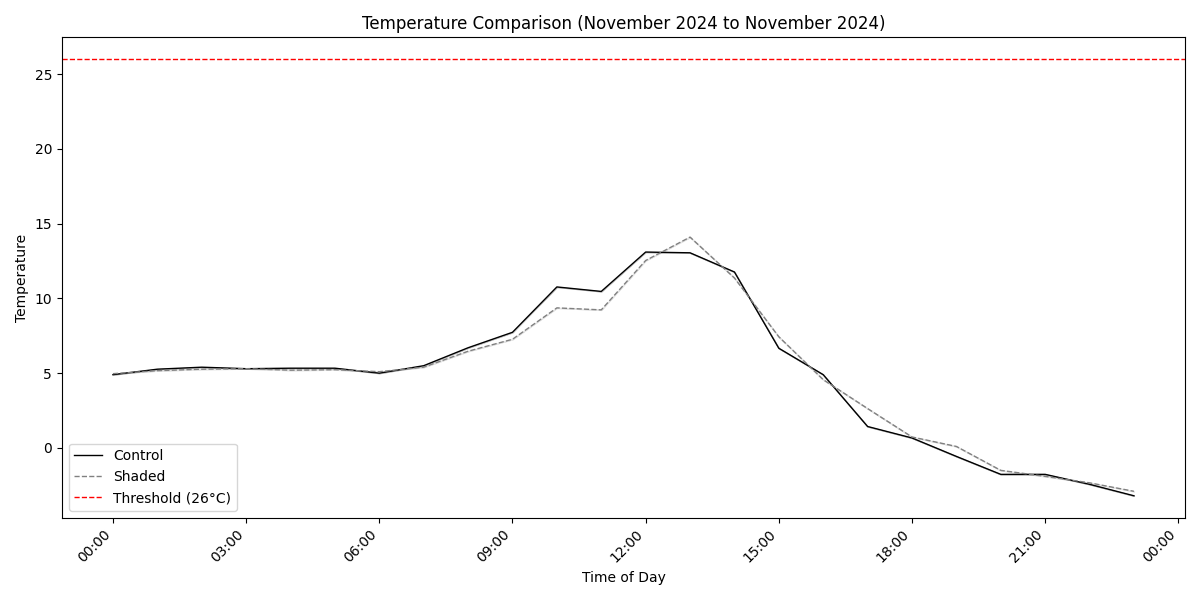 Temperature Comparison (November 2024 to November 2024)
Temperature
25
20
15
10
5
0
Control
Shaded
Threshold (26°C)
00:00
03:00
06:00
09:00
12:00
15:00
18:00
21:00
00:00
Time of Day